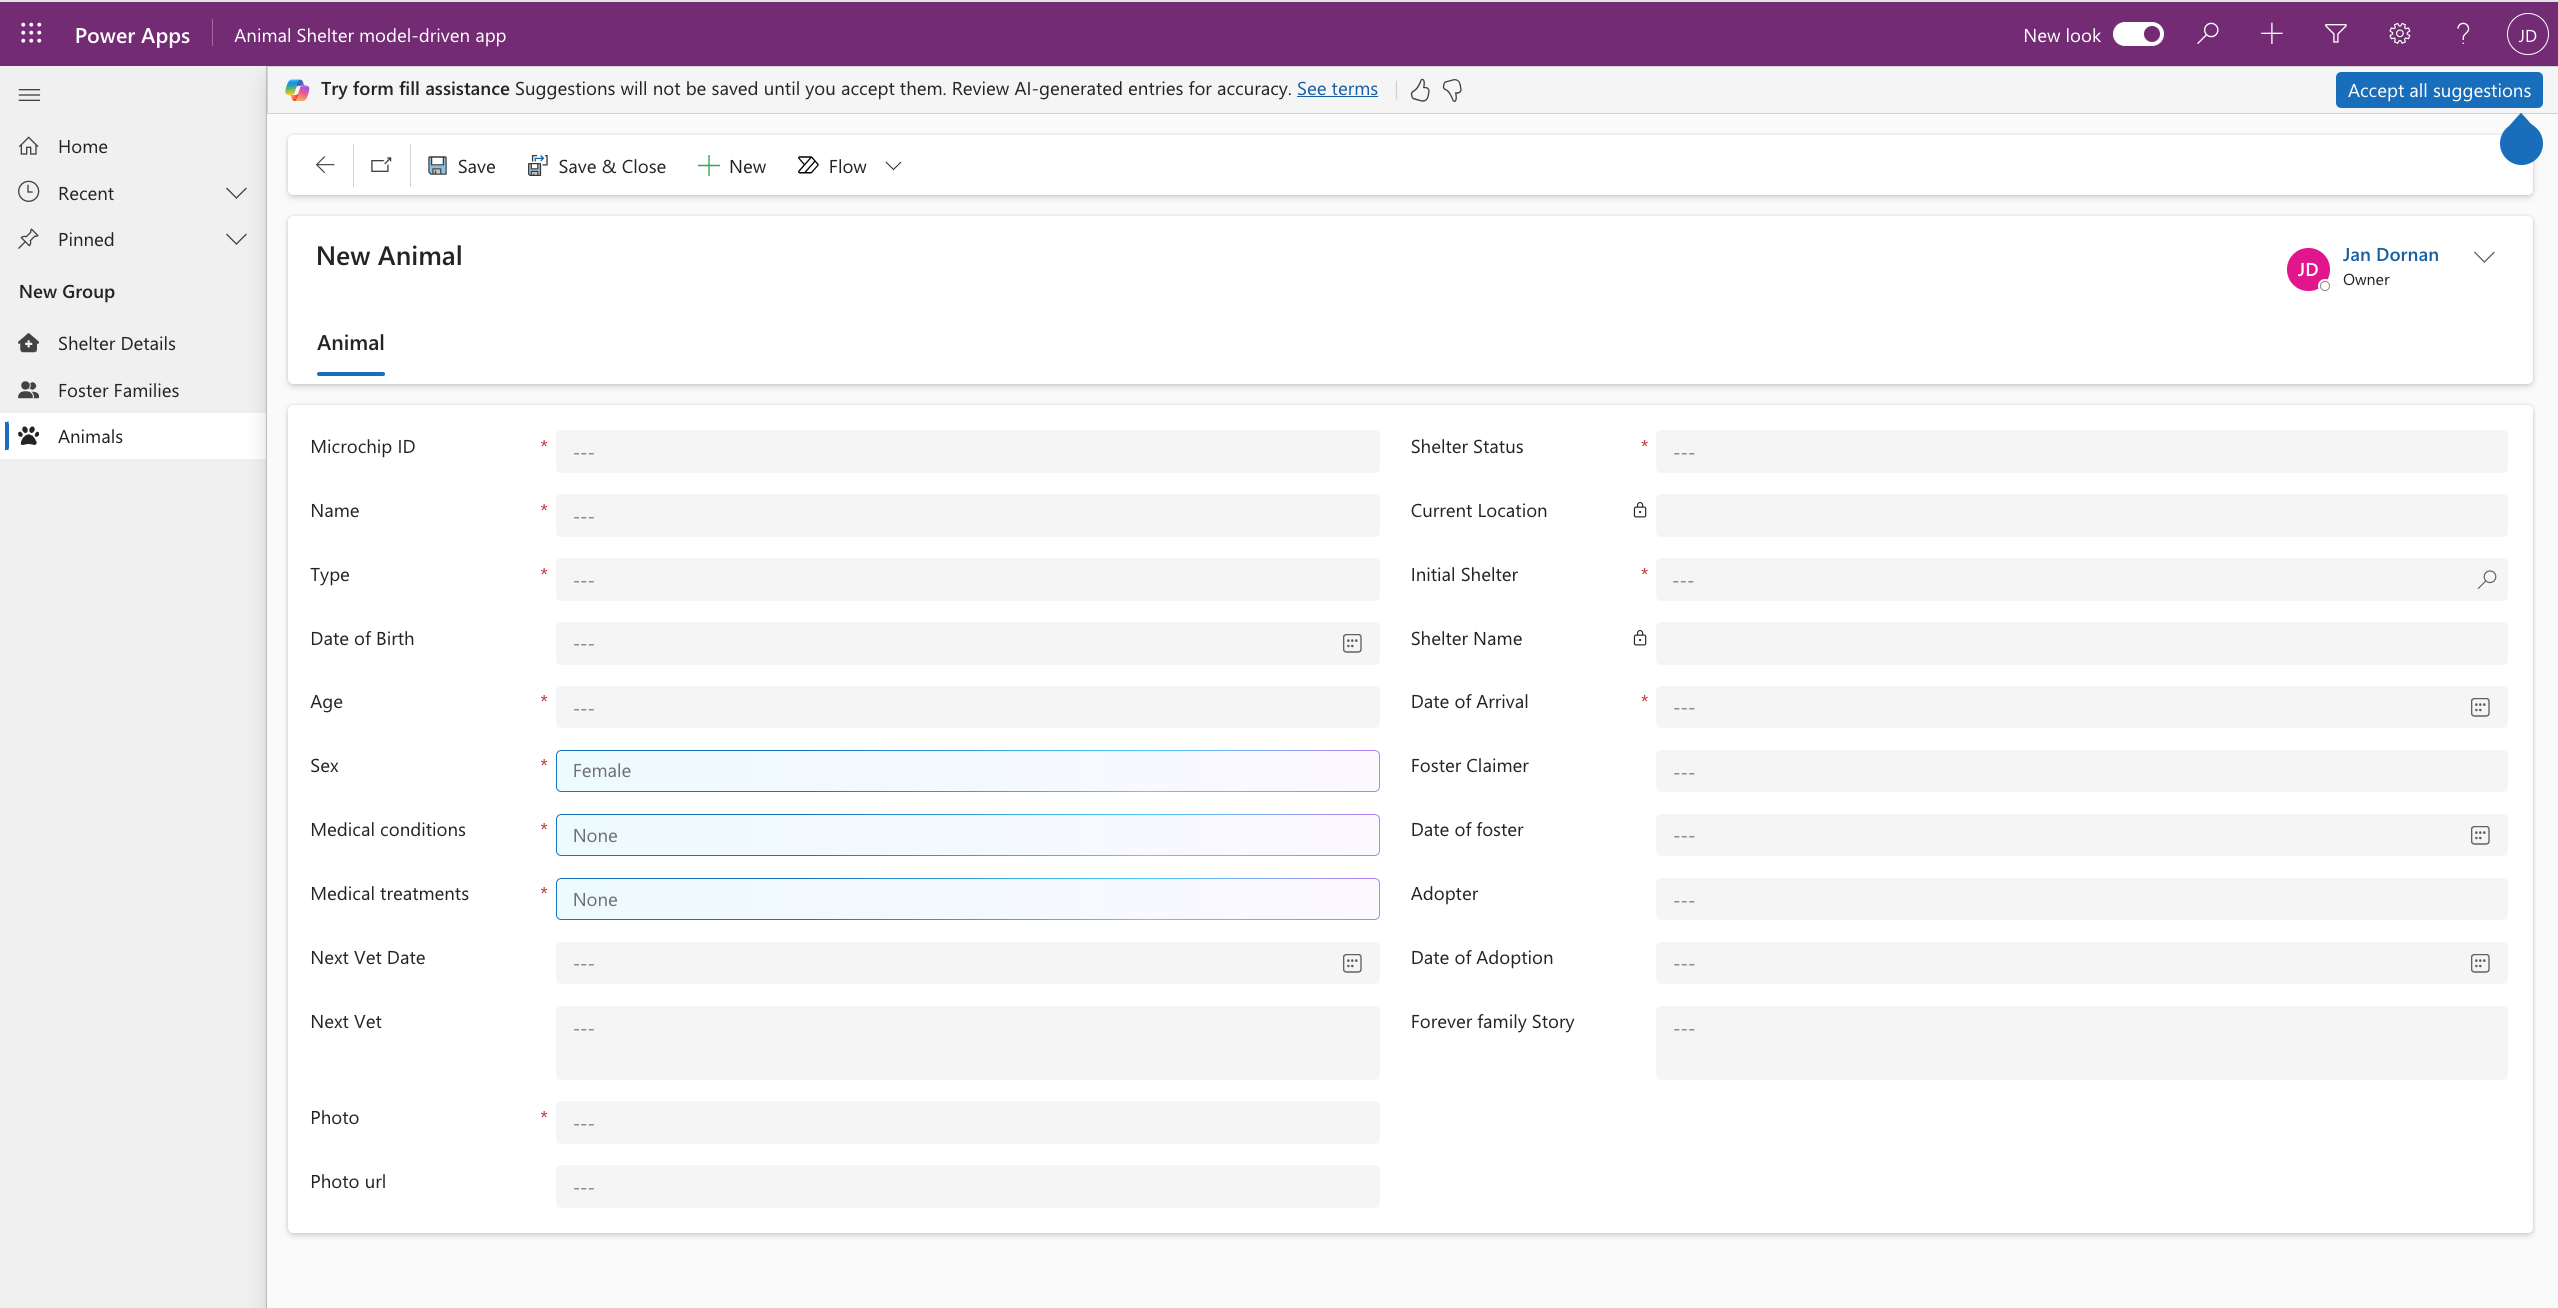 Power Apps
Animal Shelter model-driven app
New look
JD
Try form fill assistance Suggestions will not be saved until you accept them. Review AI-generated entries for accuracy. See terms
Accept all suggestions
Home
Recent
Pinned
New Group
Shelter Details
Foster Families
Animals
Save
Save & Close
New
Flow
New Animal
JD
Jan Dornan
Owner
Animal
Microchip ID * ---
Name * ---
Type * ---
Date of Birth ---
Age * ---
Sex * Female
Medical conditions * None
Medical treatments * None
Next Vet Date ---
Next Vet ---
Photo * ---
Photo url ---
Shelter Status * ---
Current Location
Initial Shelter * ---
Shelter Name
Date of Arrival * ---
Foster Claimer ---
Date of foster ---
Adopter ---
Date of Adoption ---
Forever family Story ---